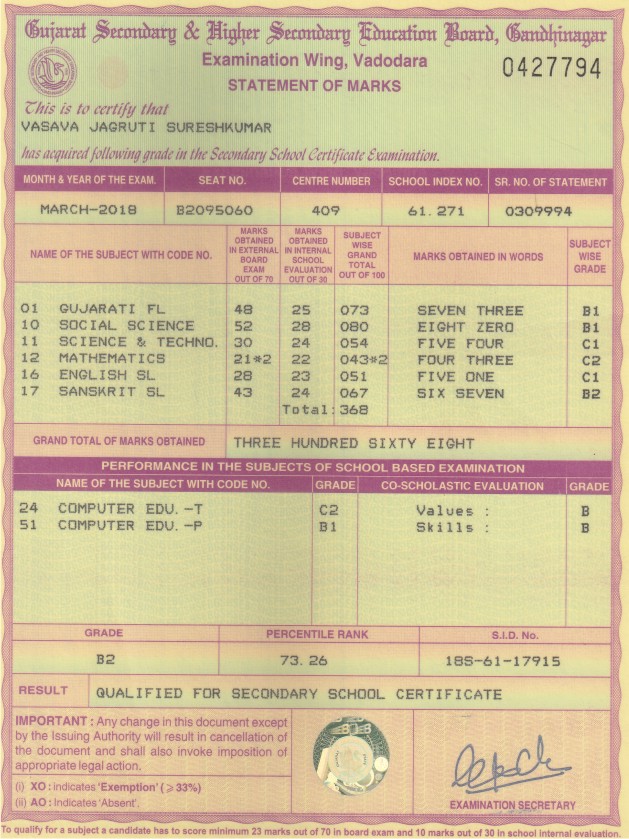 Gujarat Secondary & Higher Secondary Education Board, Gandhinagar
Examination Wing, Vadodara
0427794
STATEMENT OF MARKS
This is to certify that
VASAVA JAGRUTI SURESHKUMAR
has acquired following grade in the Secondary School Certificate Examination.
MONTH & YEAR OF THE EXAM. SEAT NO. CENTRE NUMBER SCHOOL INDEX NO. SR. NO. OF STATEMENT
MARCH-2018 B2095060 409 61.271 0309994
NAME OF THE SUBJECT WITH CODE NO. MARKS OBTAINED IN EXTERNAL BOARD EXAM OUT OF 70 MARKS OBTAINED IN INTERNAL SCHOOL EVALUATION OUT OF 30 SUBJECT WISE GRAND TOTAL OUT OF 100 MARKS OBTAINED IN WORDS SUBJECT WISE GRADE
01 GUJARATI FL 48 25 073 SEVEN THREE B1
10 SOCIAL SCIENCE 52 28 080 EIGHT ZERO B1
11 SCIENCE & TECHNO. 30 24 054 FIVE FOUR C1
12 MATHEMATICS 21*2 22 043*2 FOUR THREE C2
16 ENGLISH SL 28 23 051 FIVE ONE C1
17 SANSKRIT SL 43 24 067 SIX SEVEN B2
Total:368
GRAND TOTAL OF MARKS OBTAINED THREE HUNDRED SIXTY EIGHT
PERFORMANCE IN THE SUBJECTS OF SCHOOL BASED EXAMINATION
NAME OF THE SUBJECT WITH CODE NO. GRADE CO-SCHOLASTIC EVALUATION GRADE
24 COMPUTER EDU. -T C2 Values : B
51 COMPUTER EDU. -P B1 Skills : B
GRADE PERCENTILE RANK S.I.D. No.
B2 73.26 18S-61-17915
RESULT QUALIFIED FOR SECONDARY SCHOOL CERTIFICATE
IMPORTANT : Any change in this document except
by the Issuing Authority will result in cancellation of
the document and shall also invoke imposition of
appropriate legal action.
(i) XO : indicates 'Exemption' (⩾ 33%)
(ii) AO : Indicates 'Absent'.
EXAMINATION SECRETARY
To qualify for a subject a candidate has to score minimum 23 marks out of 70 in board exam and 10 marks out of 30 in school internal evaluation.